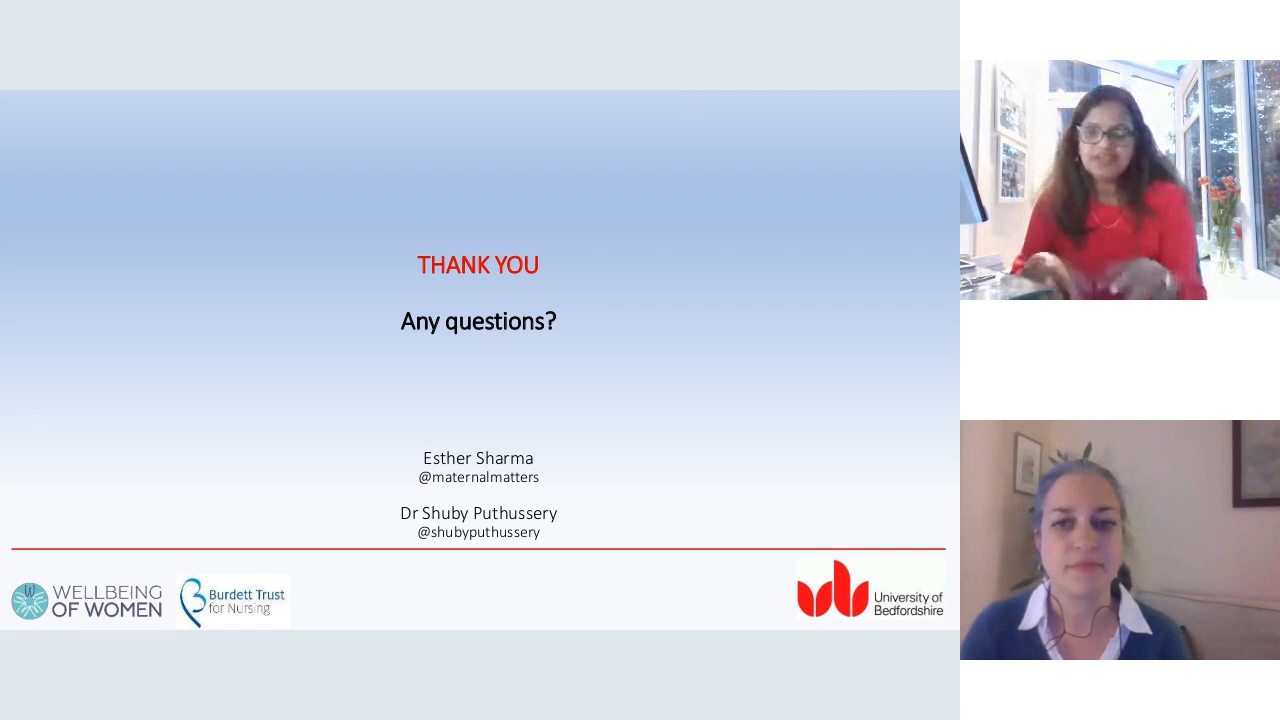 THANK YOU
Any questions?
Esther Sharma
@maternalmatters
Dr Shuby Puthussery
@shubyputhussery
WELLBEING
OF WOMEN
Burdett Trust
for Nursing
University of
Bedfordshire